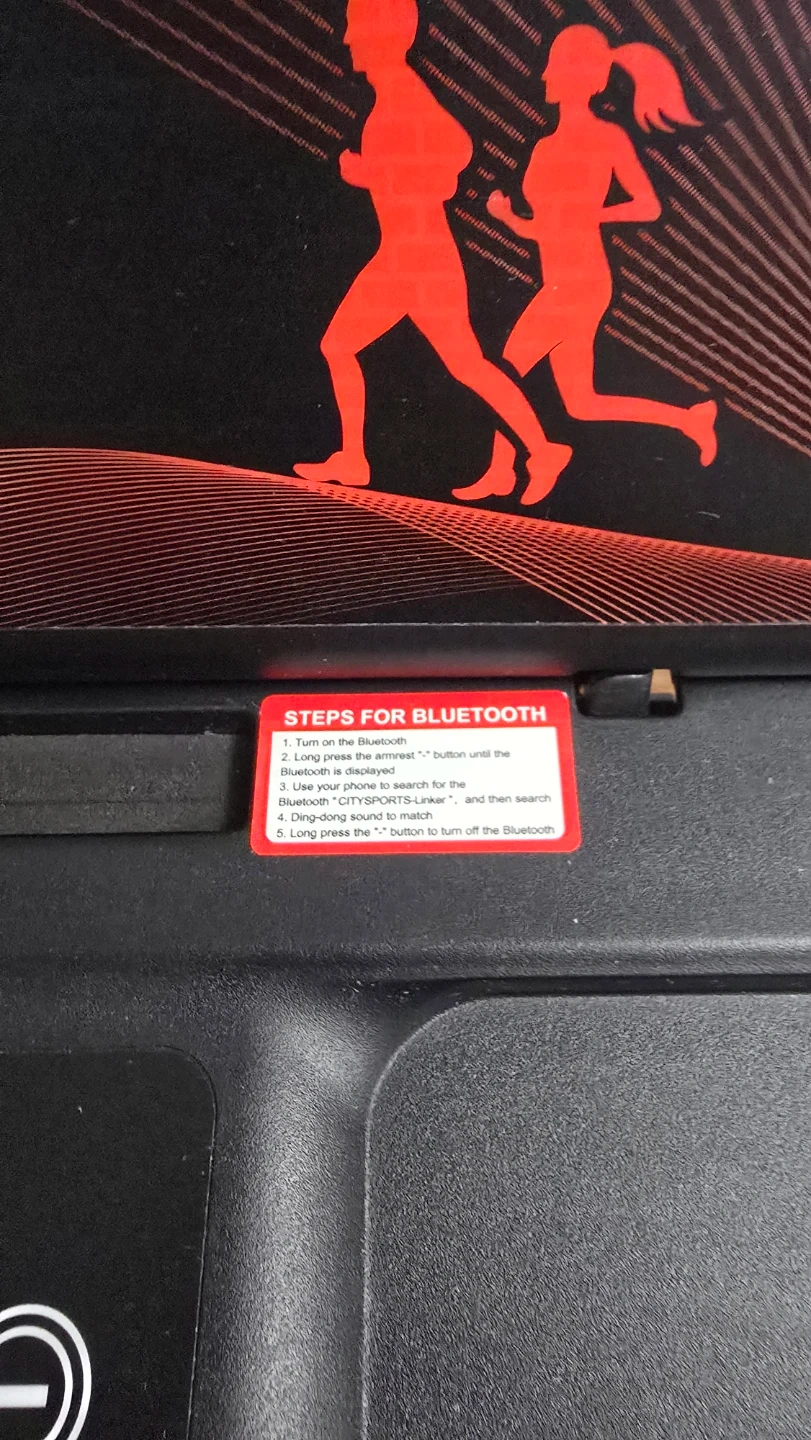 STEPS FOR BLUETOOTH
1. Turn on the Bluetooth
2. Long press the armrest "-" button until the
Bluetooth is displayed
3. Use your phone to search for the
Bluetooth " CITYSPORTS-Linker ", and then search
4. Ding-dong sound to match
5. Long press the "-" button to turn off the Bluetooth